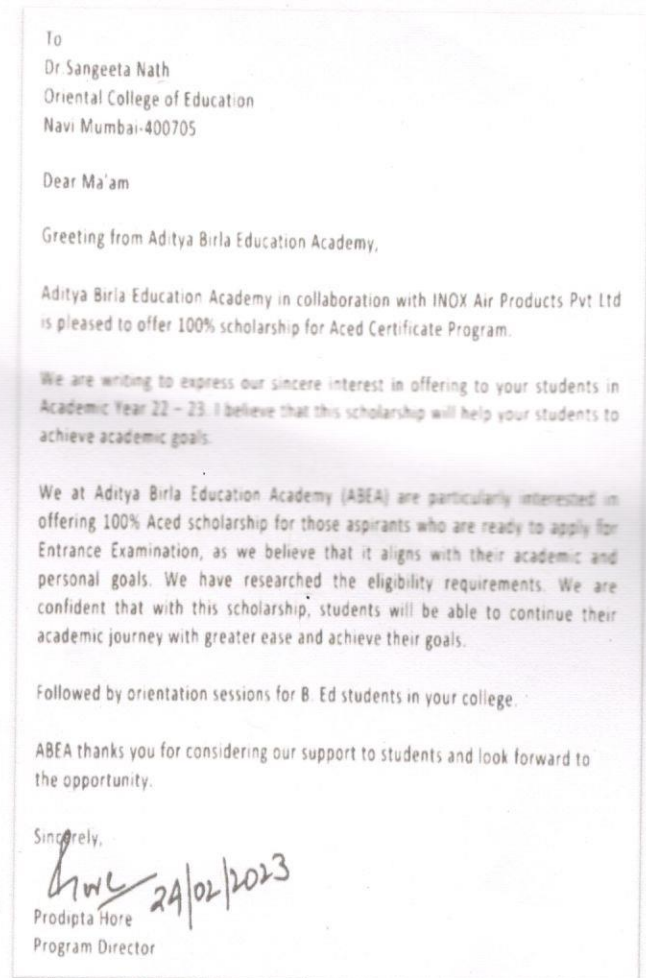 To
Dr.Sangeeta Nath
Oriental College of Education
Navi Mumbai-400705
Dear Ma'am
Greeting from Aditya Birla Education Academy,
Aditya Birla Education Academy in collaboration with INOX Air Products Pvt Ltd
is pleased to offer 100% scholarship for Aced Certificate Program.
We are writing to express our sincere interest in offering to your students in
Academic Year 22 – 23. I believe that this scholarship will help your students to
achieve academic goals.
We at Aditya Birla Education Academy (ABEA) are particularly interested in
offering 100% Aced scholarship for those aspirants who are ready to apply for
Entrance Examination, as we believe that it aligns with their academic and
personal goals. We have researched the eligibility requirements. We are
confident that with this scholarship, students will be able to continue their
academic journey with greater ease and achieve their goals.
Followed by orientation sessions for B. Ed students in your college.
ABEA thanks you for considering our support to students and look forward to
the opportunity.
Sincerely,
24/02/2023
Prodipta Hore
Program Director